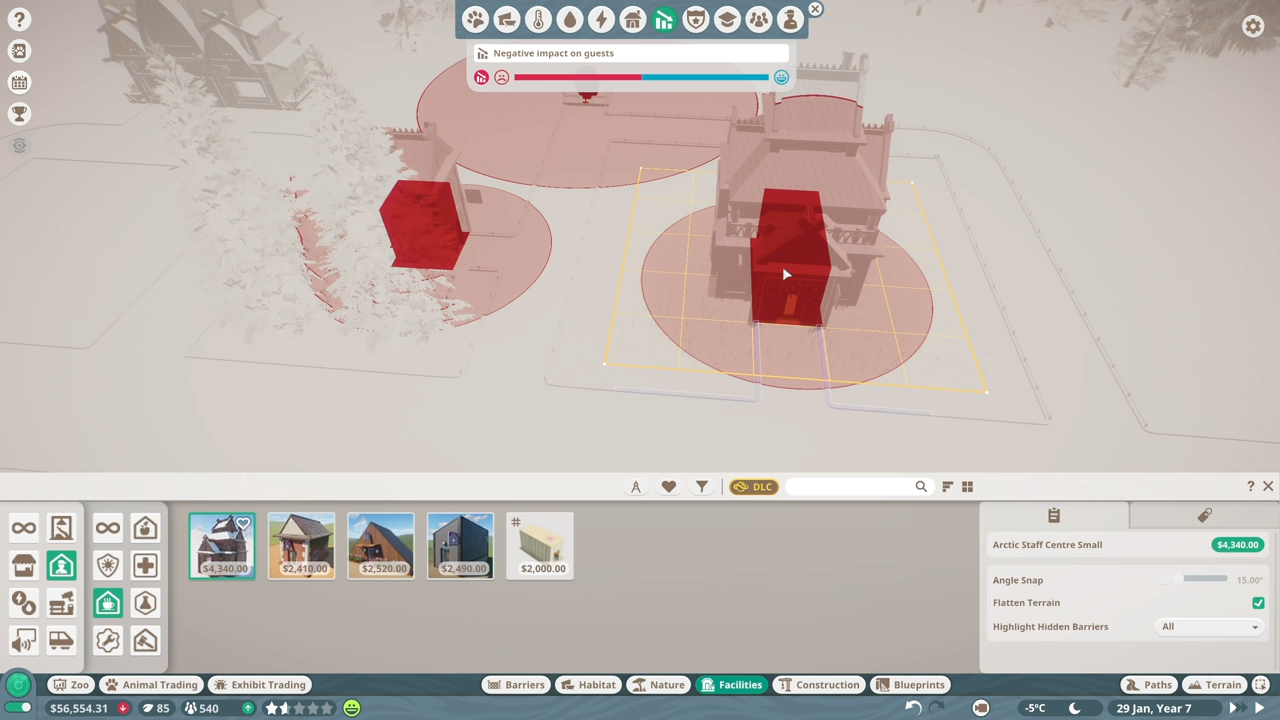 ?
Negative impact on guests
DLC
?
$4,340.00
$2,410.00
$2,520.00
$2,490.00
#
$2,000.00
Arctic Staff Centre Small
$4,340.00
Angle Snap
15.00°
Flatten Terrain
Highlight Hidden Barriers
All
Zoo
Animal Trading
Exhibit Trading
Barriers
Habitat
Nature
Facilities
Construction
Blueprints
Paths
Terrain
$56,554.31
85
540
-5°C
29 Jan, Year 7